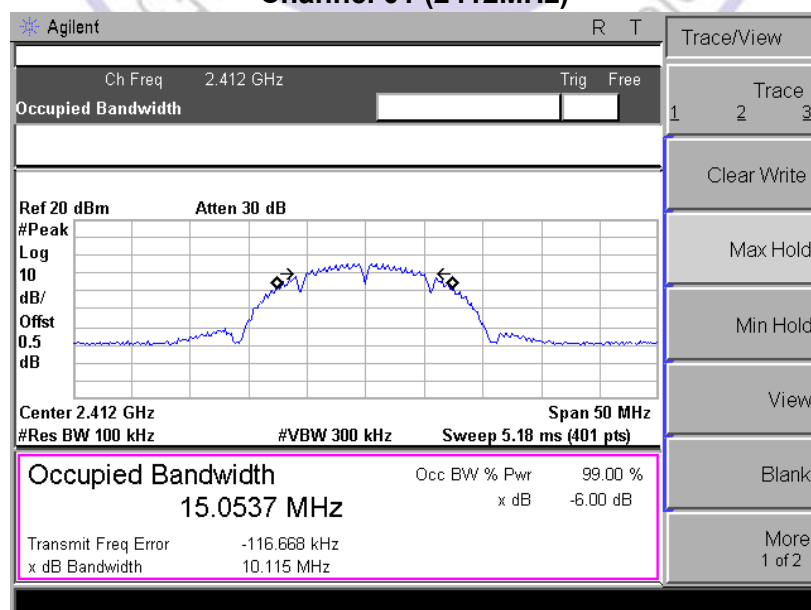 Channel 01 (2412MHz)
Agilent R T
Trace/View
Ch Freq 2.412 GHz Trig Free
Occupied Bandwidth
Trace
1 2 3
Clear Write
Max Hold
Min Hold
View
Blank
More
1 of 2
Ref 20 dBm Atten 30 dB
#Peak
Log
10
dB/
Offst
0.5
dB
Center 2.412 GHz Span 50 MHz
#Res BW 100 kHz #VBW 300 kHz Sweep 5.18 ms (401 pts)
Occupied Bandwidth Occ BW % Pwr 99.00 %
15.0537 MHz x dB -6.00 dB
Transmit Freq Error -116.668 kHz
x dB Bandwidth 10.115 MHz